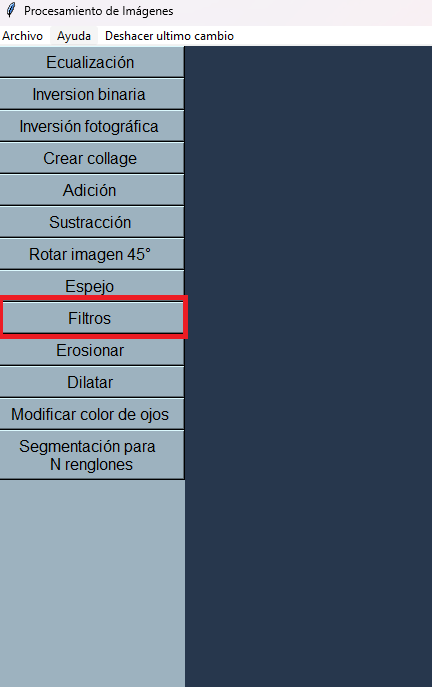 Procesamiento de Imágenes
Archivo Ayuda Deshacer ultimo cambio
Ecualización
Inversion binaria
Inversión fotográfica
Crear collage
Adición
Sustracción
Rotar imagen 45°
Espejo
Filtros
Erosionar
Dilatar
Modificar color de ojos
Segmentación para
N renglones